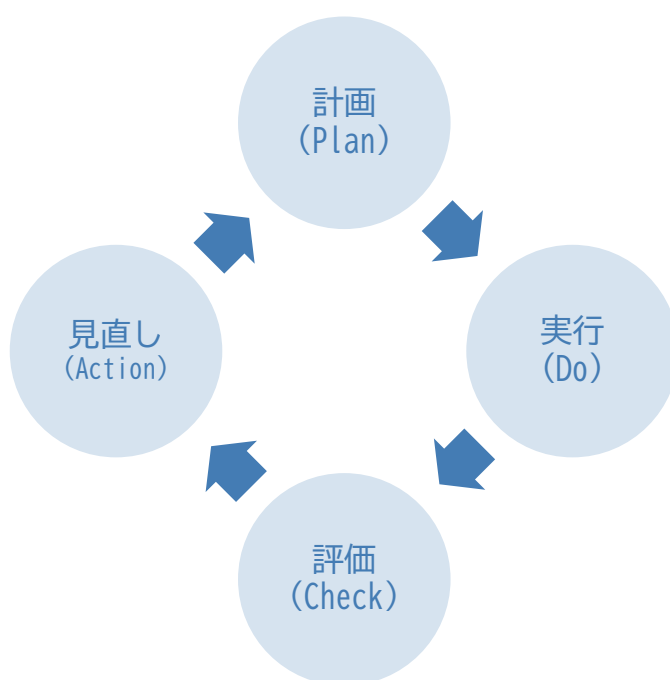 計画
(Plan)
実行
(Do)
評価
(Check)
見直し
(Action)